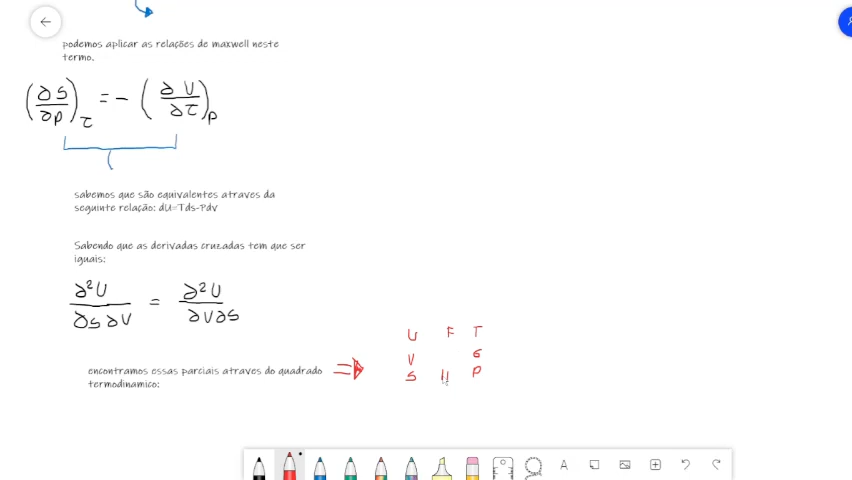 podemos aplicar as relações de maxwell neste
termo.
(∂S/∂P)τ = - (∂V/∂τ)P
sabemos que são equivalentes atraves da
seguinte relação: dU=Tds-Pdv
Sabendo que as derivadas cruzadas tem que ser
iguais:
∂²U/∂S∂V = ∂²U/∂V∂S
U F T
V G
encontramos essas parciais atraves do quadrado ⇒ S H P
termodinamico:
A